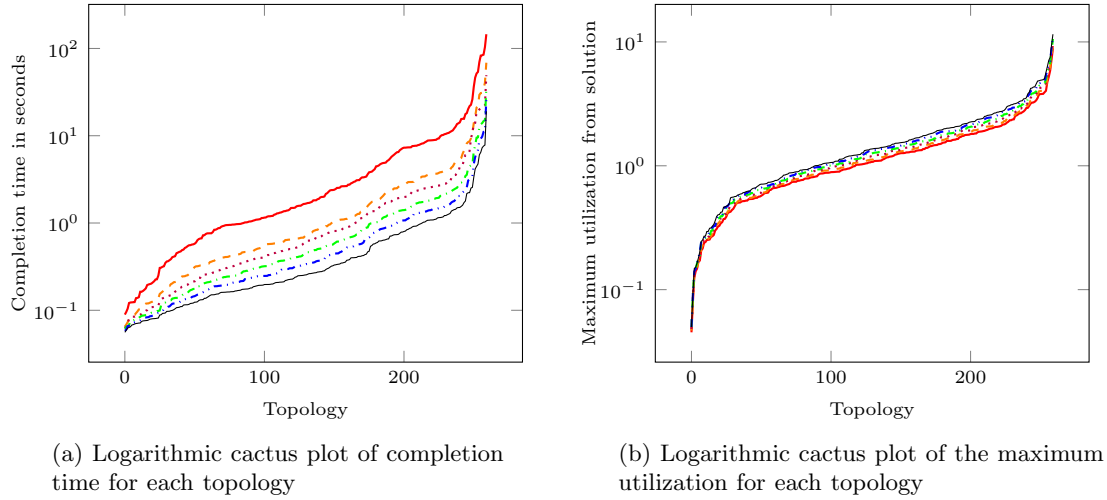 Completion time in seconds
10^2
10^1
10^0
10^{-1}
0
100
200
Topology
(a) Logarithmic cactus plot of completion
time for each topology
Maximum utilization from solution
10^1
10^0
10^{-1}
0
100
200
Topology
(b) Logarithmic cactus plot of the maximum
utilization for each topology